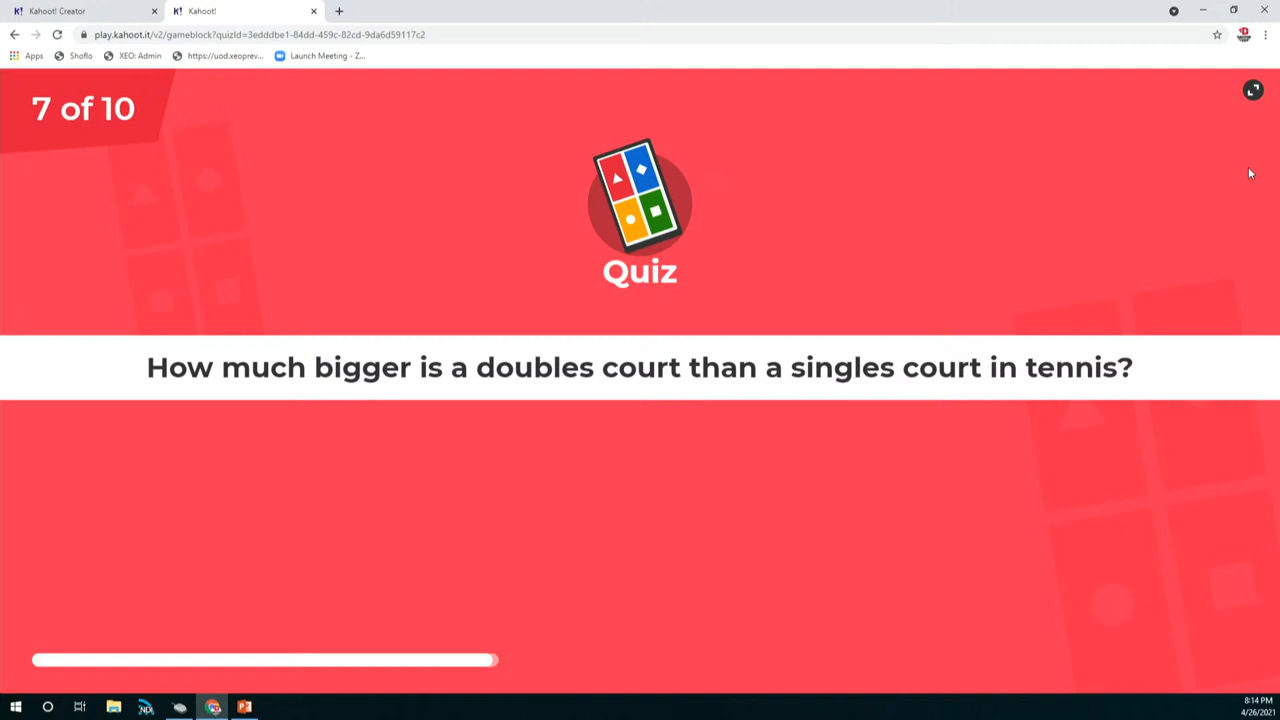 Kahoot! Creator
Kahoot!
play.kahoot.it/v2/gameblock?quizId=3edddbe1-84dd-459c-82cd-9da6d59117c2
Apps Shoflo XEO: Admin https://uod.xeoprev... Launch Meeting - Z...
7 of 10
Quiz
How much bigger is a doubles court than a singles court in tennis?
NDI
8:14 PM
4/26/2021